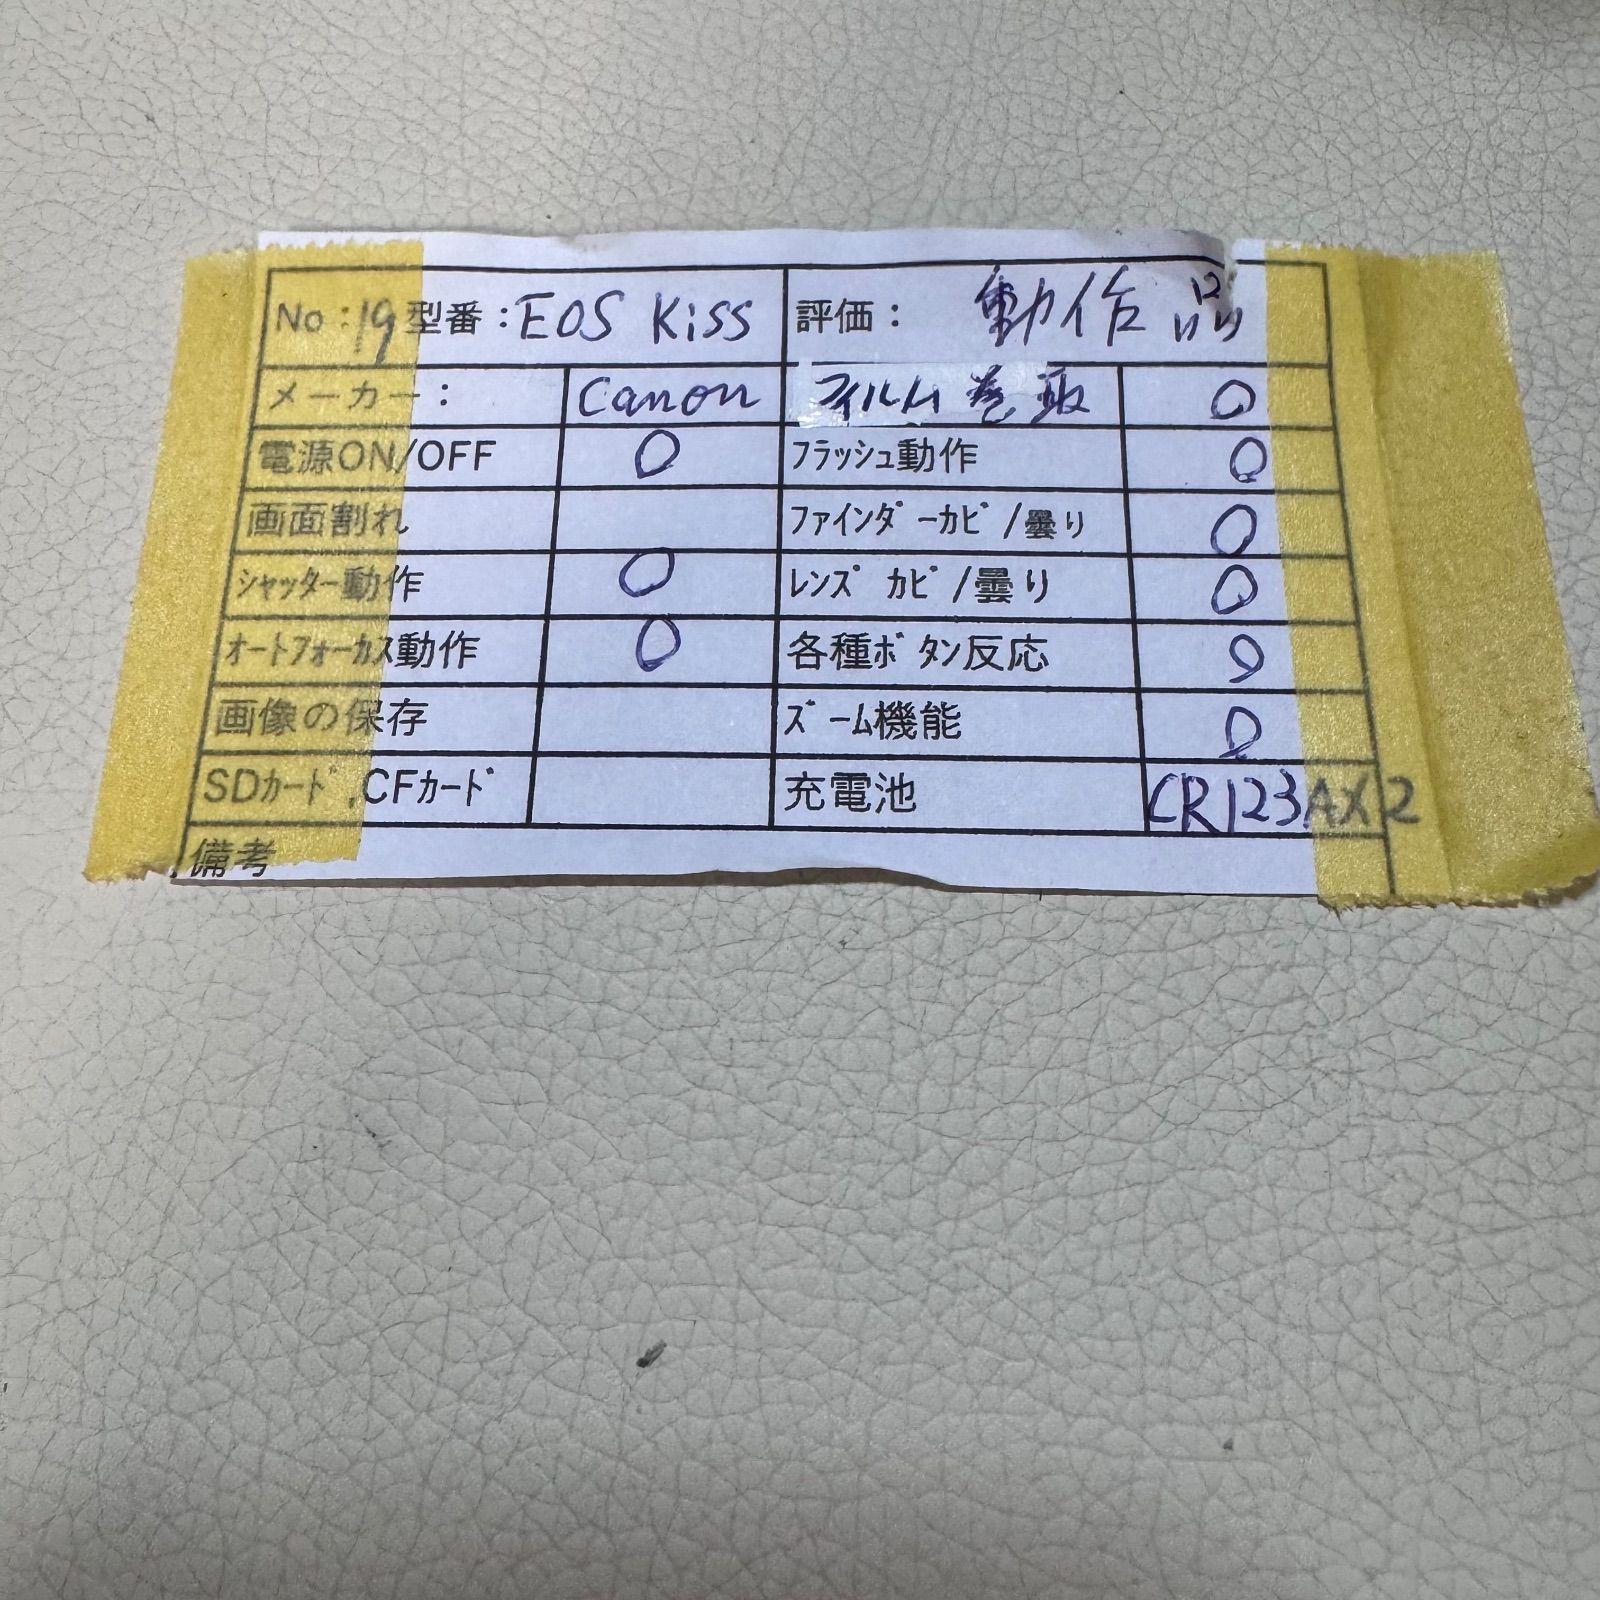 No：19 型番：EOS Kiss 評価： 動作品
メーカー： Canon フィルム巻取 ○
電源ON/OFF ○ ﾌﾗｯｼｭ動作 ○
画面割れ ﾌｧｲﾝﾀﾞｰｶﾋﾞ/曇り ○
ｼｬｯﾀｰ動作 ○ ﾚﾝｽﾞｶﾋﾞ/曇り ○
ｵｰﾄﾌｫｰｶｽ動作 ○ 各種ﾎﾞﾀﾝ反応 ○
画像の保存 ｽﾞｰﾑ機能 ○
SDｶｰﾄﾞ,CFｶｰﾄﾞ 充電池 CR123AX2
備考